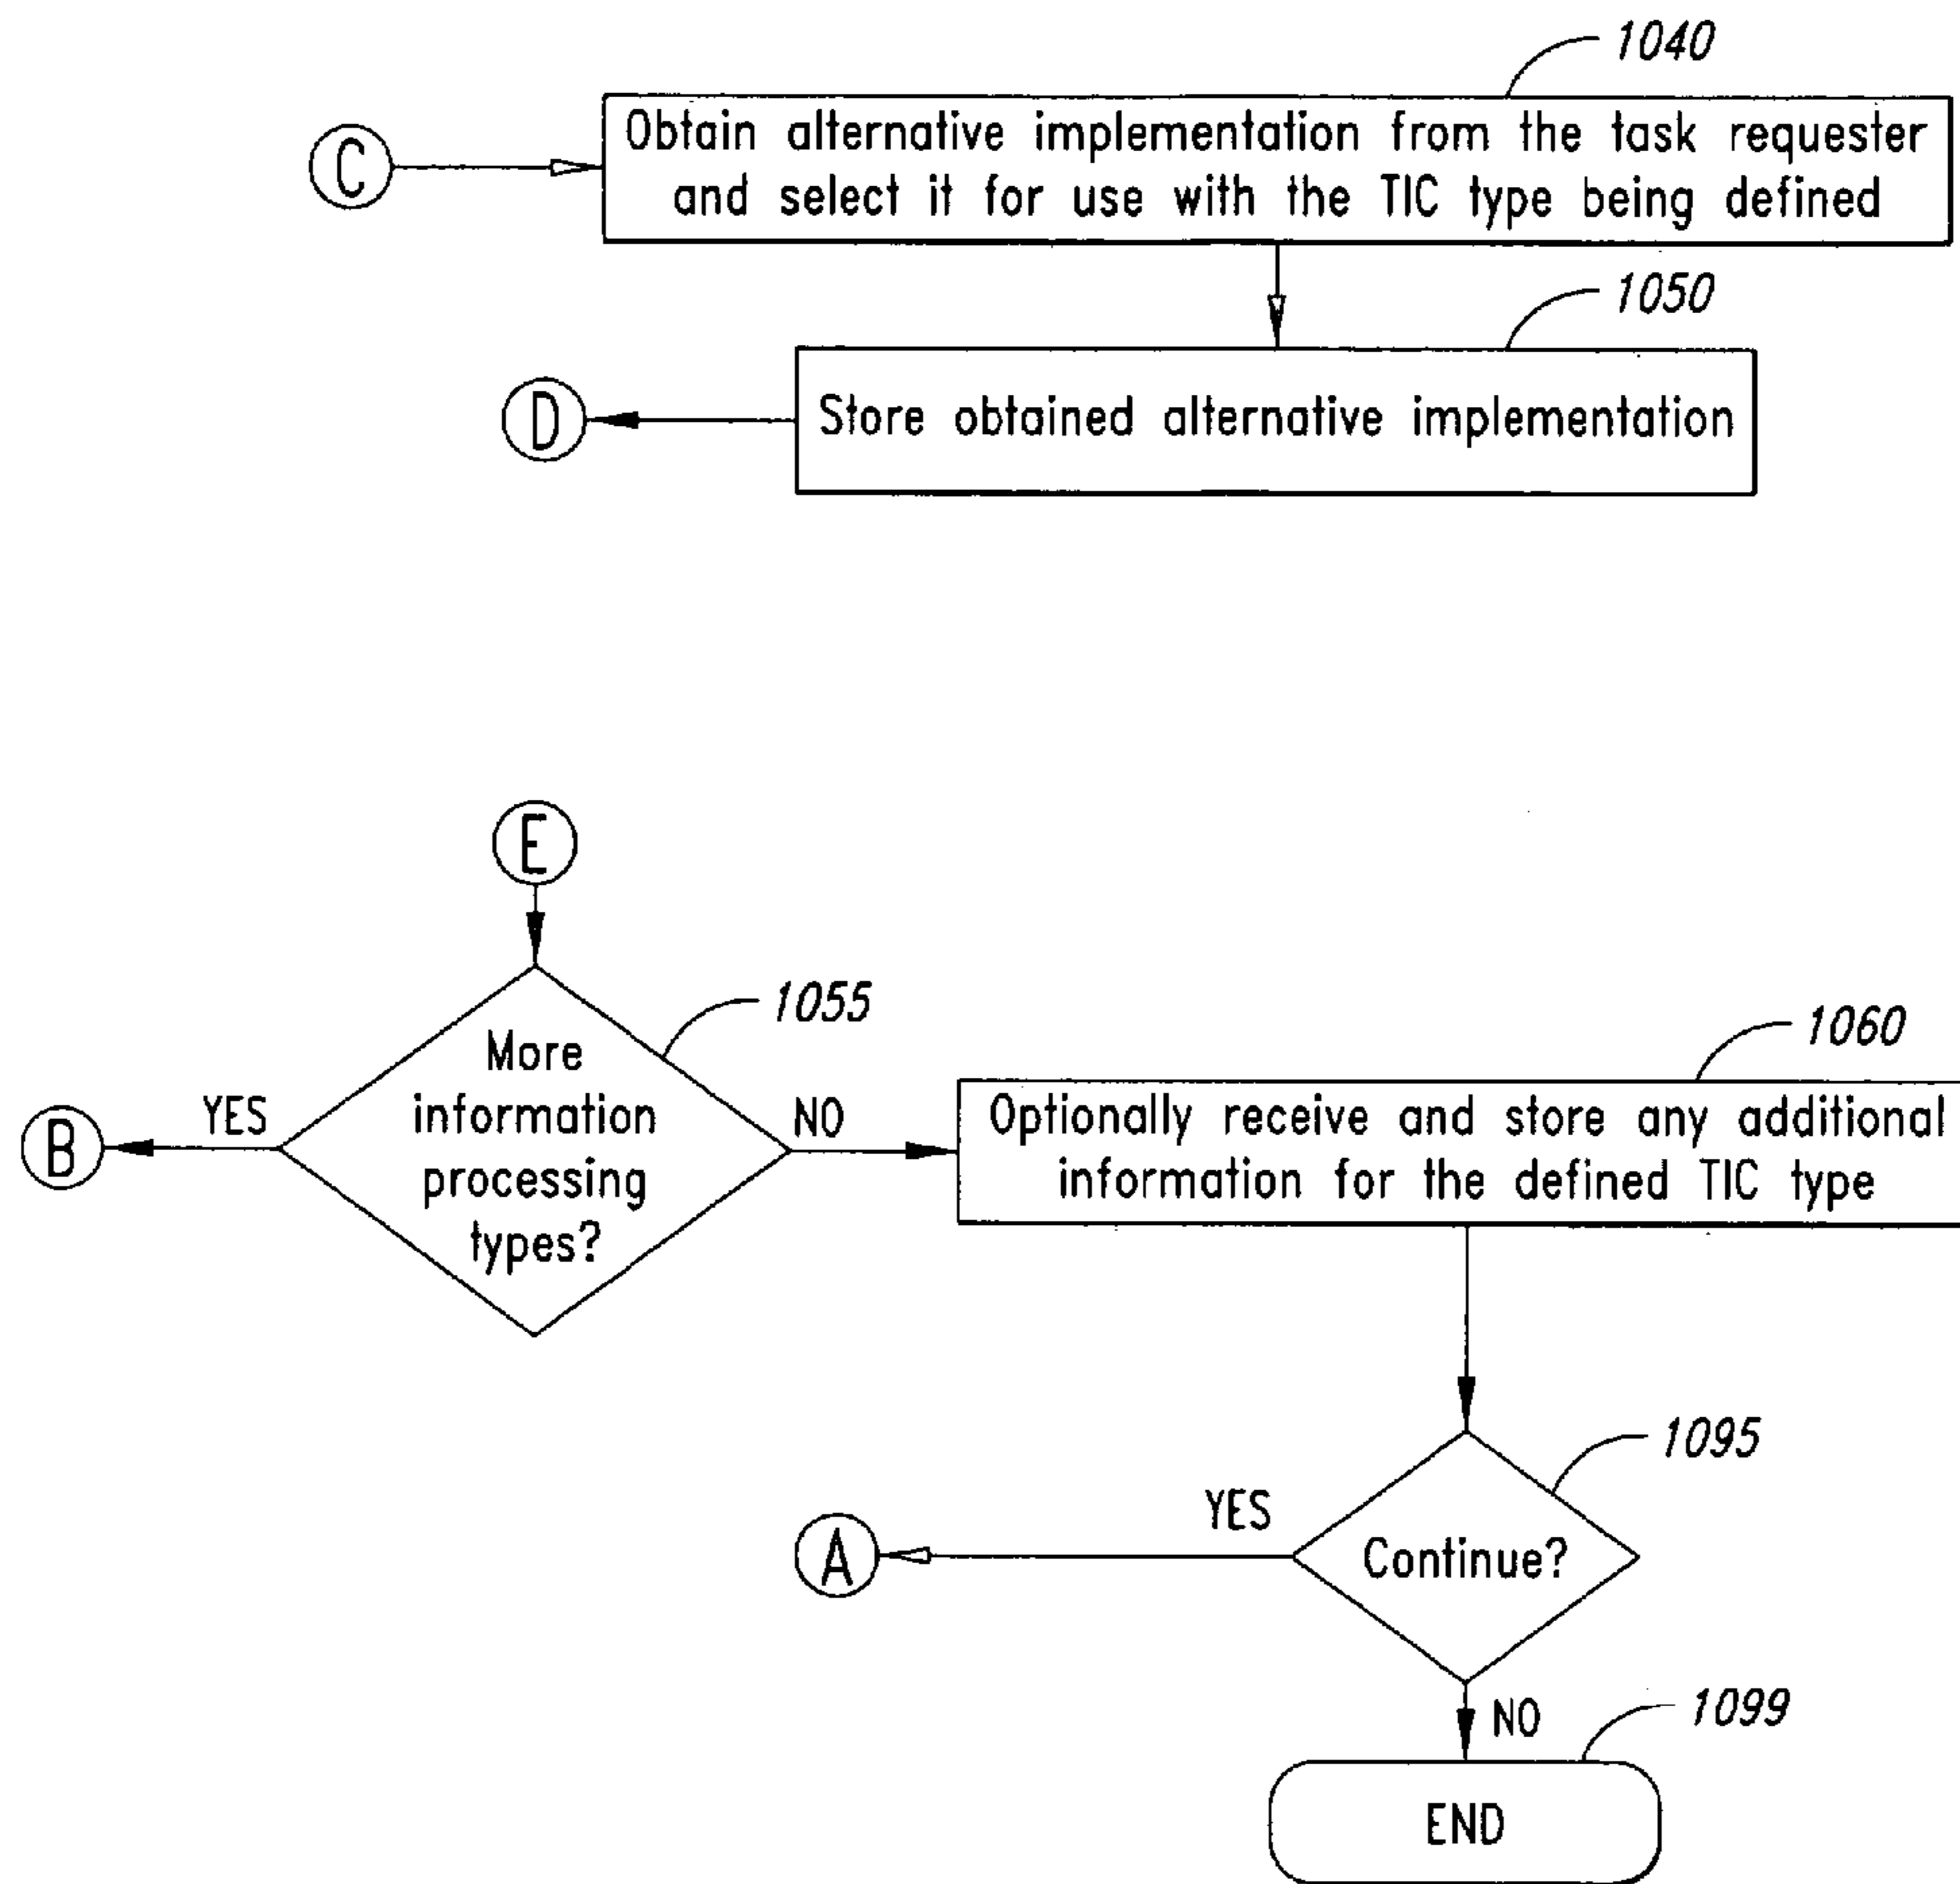 1040
C
Obtain alternative implementation from the task requester
and select it for use with the TIC type being defined
1050
D
Store obtained alternative implementation
E
1055
More
information
processing
types?
YES
B
NO
1060
Optionally receive and store any additional
information for the defined TIC type
1095
YES
A
Continue?
NO
1099
END